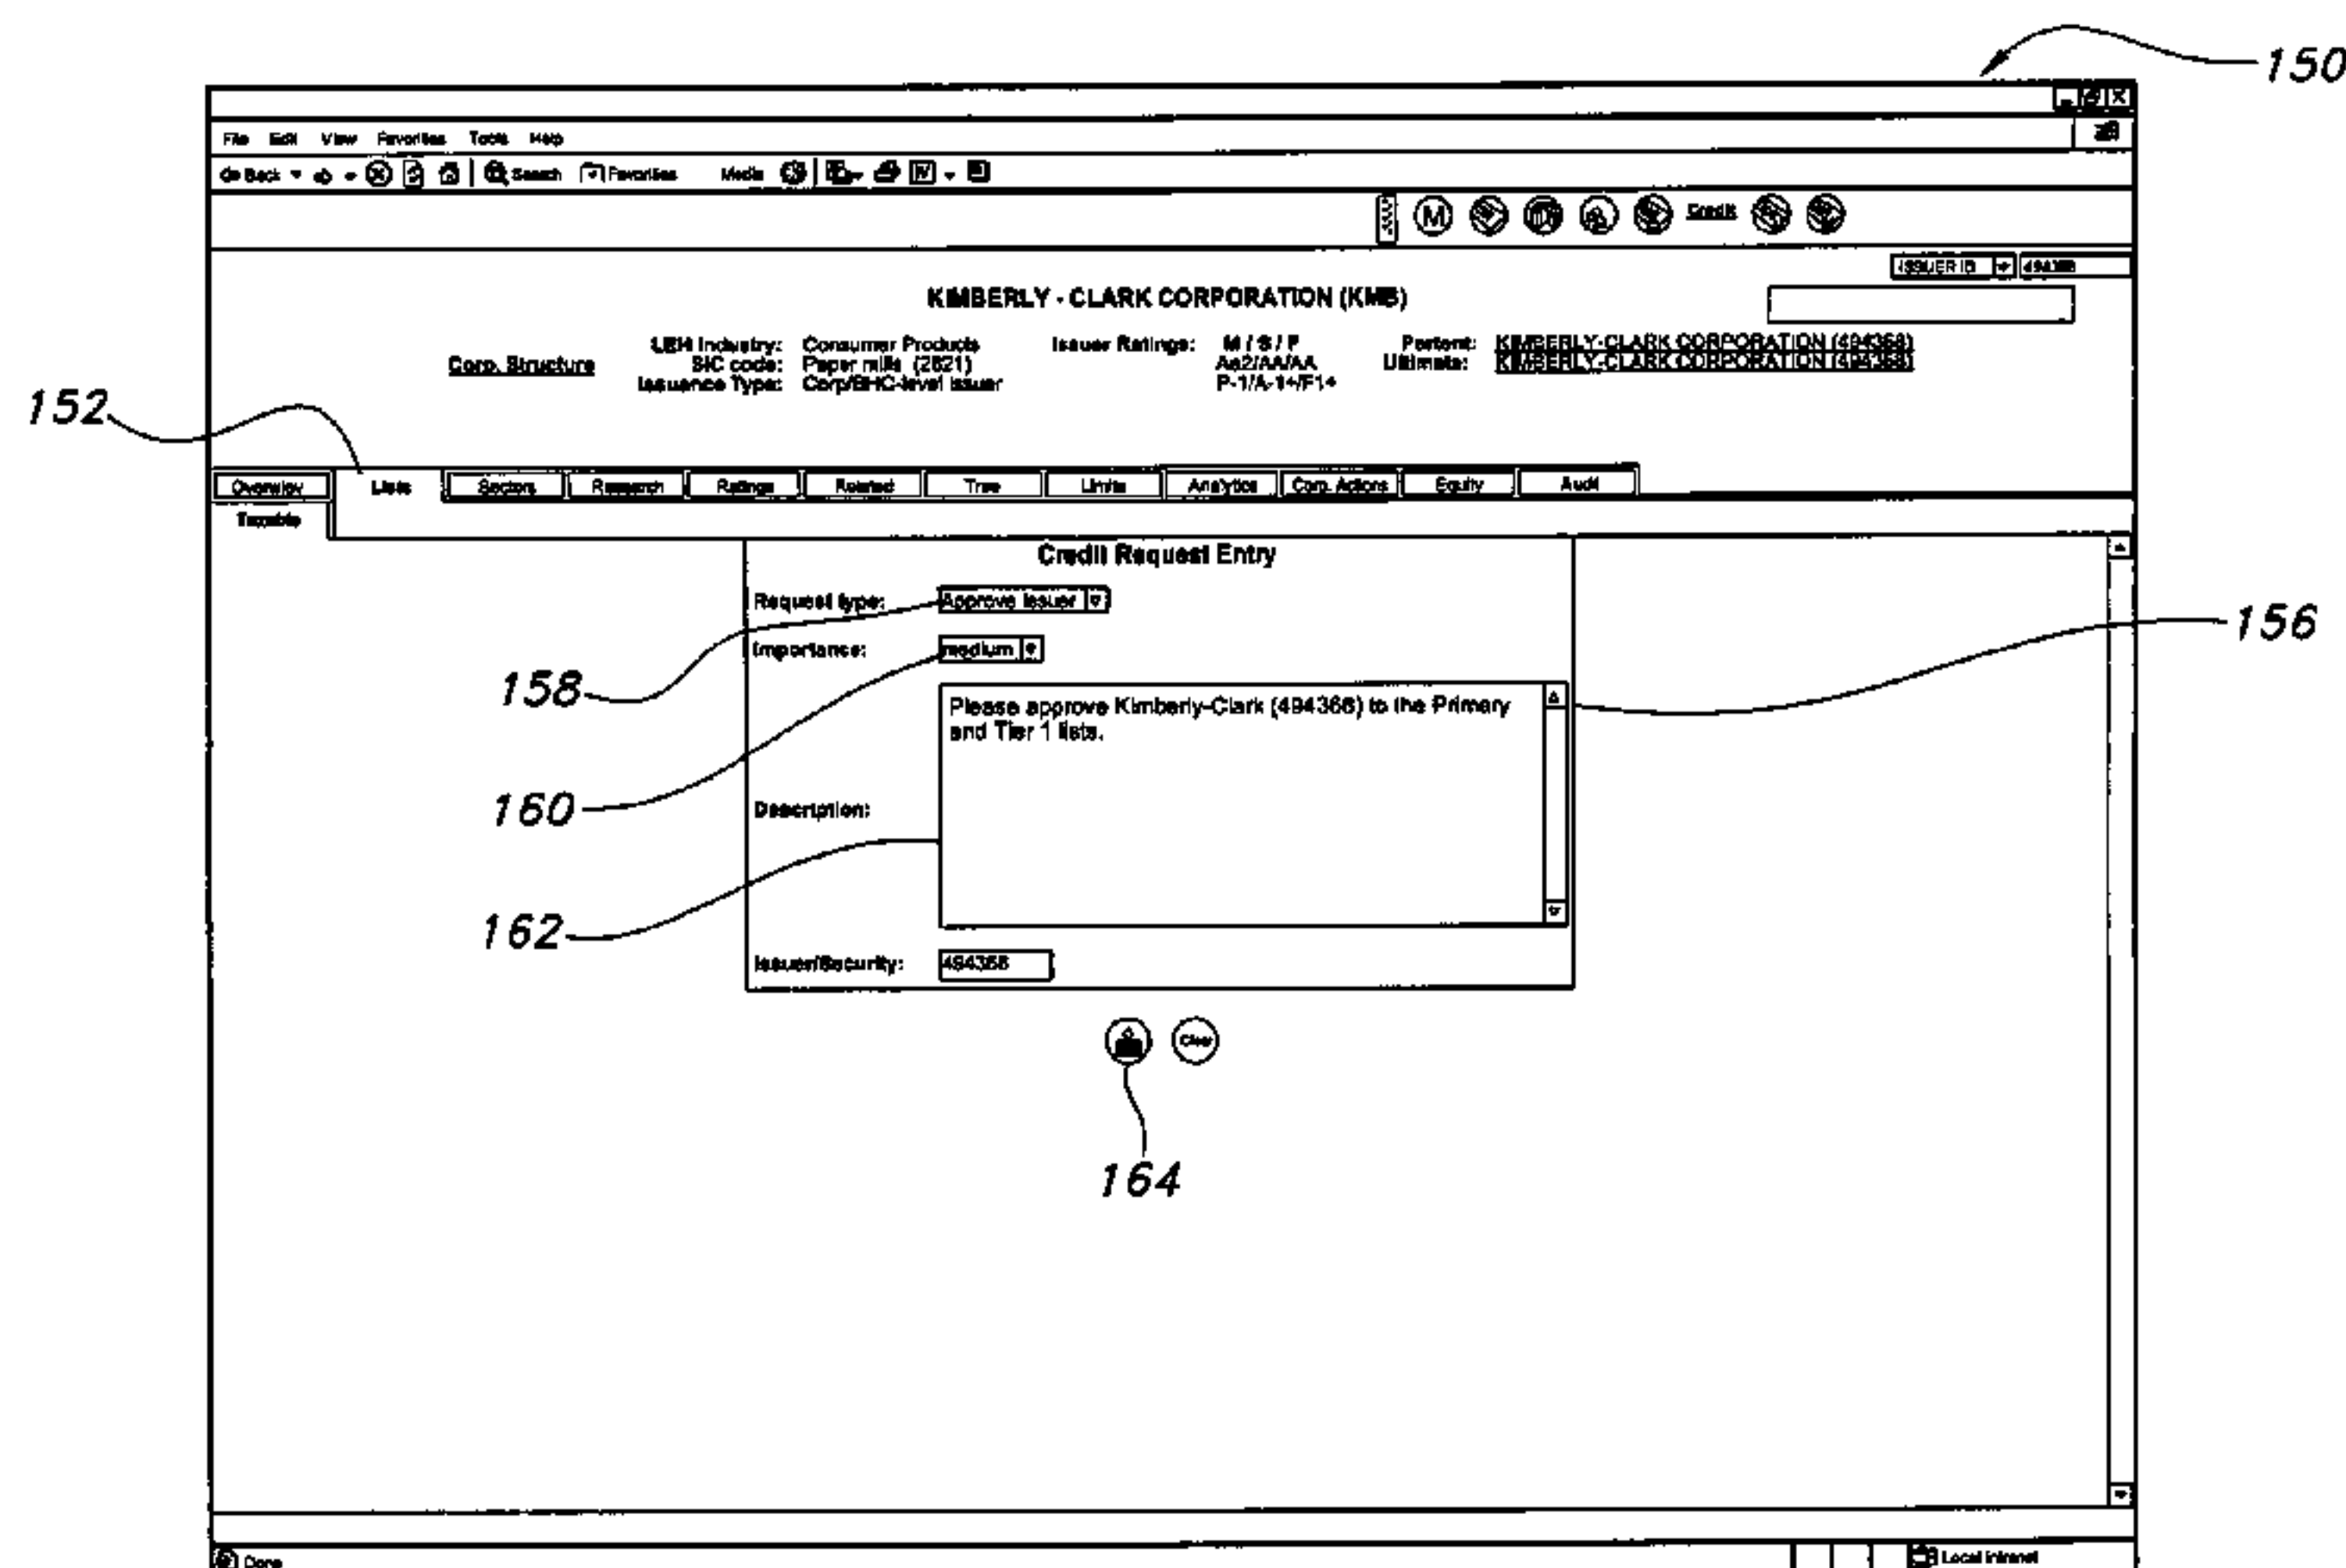 150
File Edit View Favorites Tools Help
Back Search Favorites Media
M Credit
ISSUER ID 494368
KIMBERLY - CLARK CORPORATION (KMB)
LEH Industry: Consumer Products Issuer Ratings: M / S / F Partent: KIMBERLY-CLARK CORPORATION (494368)
Corp. Structure SIC code: Paper mills (2621) Aa2/AA/AA Ultimate: KIMBERLY-CLARK CORPORATION (494368)
Issuance Type: Corp/BHC-level issuer P-1/A-1+/F1+
152
Overview Lists Sectors Research Ratings Related Tree Limits Analytics Corp. Actions Equity Audit
Taxable
Credit Request Entry
Request type: Approve Issuer
156
Importance: medium
158
Please approve Kimberly-Clark (494368) to the Primary
and Tier 1 lists.
160
Description:
162
Issuer/Security: 494368
Clear
164
Done Local intranet